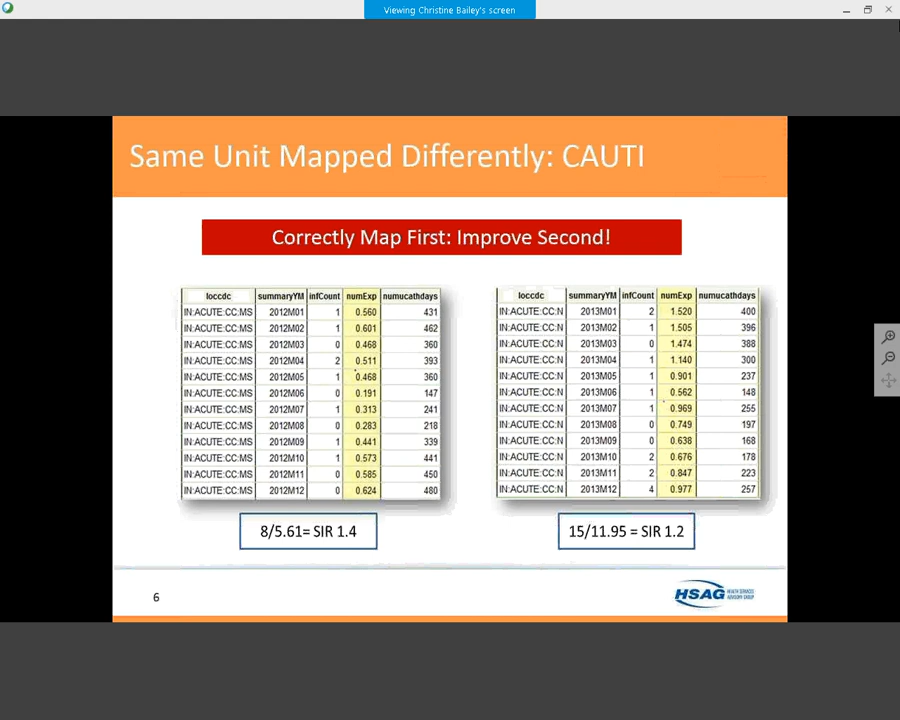 Viewing Christine Bailey's screen
Same Unit Mapped Differently: CAUTI
Correctly Map First: Improve Second!
loccdc summaryYM infCount numExp numucathdays
IN:ACUTE:CC:MS 2012M01 1 0.560 431
IN:ACUTE:CC:MS 2012M02 1 0.601 462
IN:ACUTE:CC:MS 2012M03 0 0.468 360
IN:ACUTE:CC:MS 2012M04 2 0.511 393
IN:ACUTE:CC:MS 2012M05 1 0.468 360
IN:ACUTE:CC:MS 2012M06 0 0.191 147
IN:ACUTE:CC:MS 2012M07 1 0.313 241
IN:ACUTE:CC:MS 2012M08 0 0.283 218
IN:ACUTE:CC:MS 2012M09 1 0.441 339
IN:ACUTE:CC:MS 2012M10 1 0.573 441
IN:ACUTE:CC:MS 2012M11 0 0.585 450
IN:ACUTE:CC:MS 2012M12 0 0.624 480
8/5.61= SIR 1.4
loccdc summaryYM infCount numExp numucathdays
IN:ACUTE:CC:N 2013M01 2 1.520 400
IN:ACUTE:CC:N 2013M02 1 1.505 396
IN:ACUTE:CC:N 2013M03 0 1.474 388
IN:ACUTE:CC:N 2013M04 1 1.140 300
IN:ACUTE:CC:N 2013M05 1 0.901 237
IN:ACUTE:CC:N 2013M06 1 0.562 148
IN:ACUTE:CC:N 2013M07 1 0.969 255
IN:ACUTE:CC:N 2013M08 0 0.749 197
IN:ACUTE:CC:N 2013M09 0 0.638 168
IN:ACUTE:CC:N 2013M10 2 0.676 178
IN:ACUTE:CC:N 2013M11 2 0.847 223
IN:ACUTE:CC:N 2013M12 4 0.977 257
15/11.95 = SIR 1.2
6
HSAG HEALTH SERVICES
ADVISORY GROUP